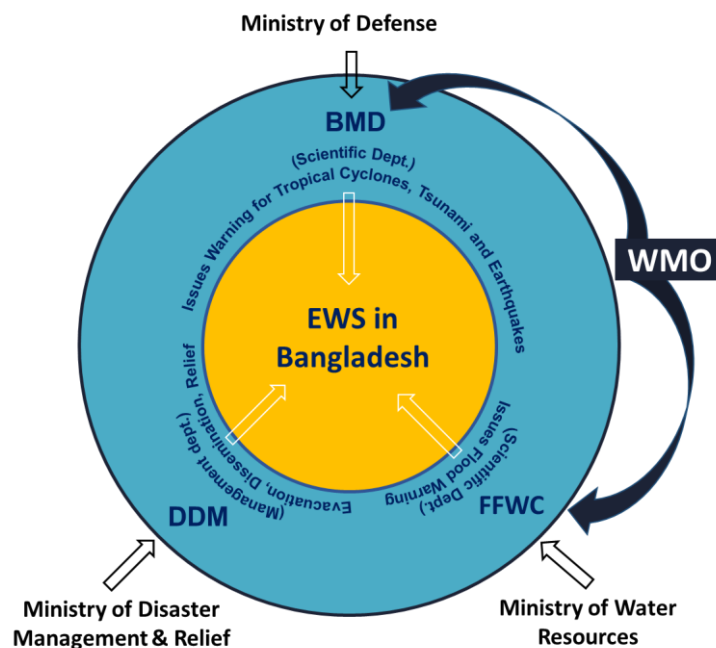 Ministry of Defense
BMD
(Scientific Dept.)
Issues Warning for Tropical Cyclones, Tsunami and Earthquakes
WMO
EWS in
Bangladesh
Evacuation, Dissemination, Relief
(Management dept.)
DDM
(Scientific Dept.)
Issues Flood Warning
FFWC
Ministry of Disaster
Management & Relief
Ministry of Water
Resources